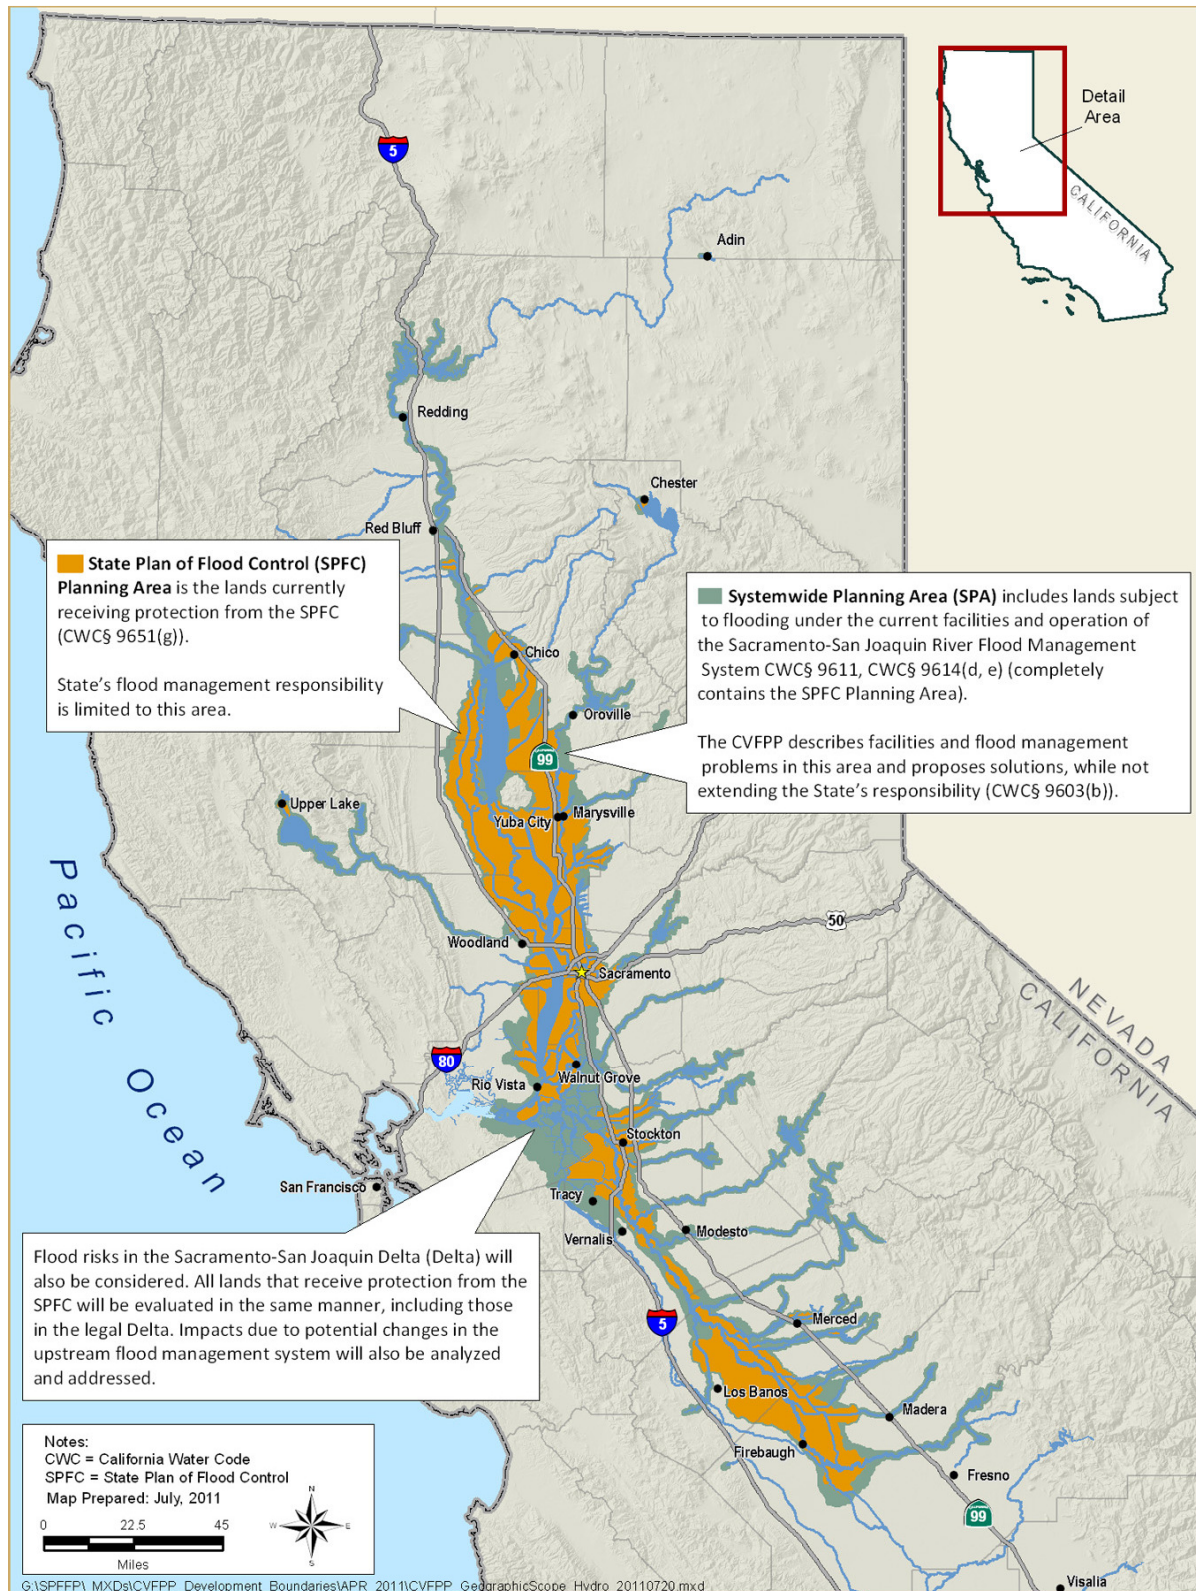 5
Adin
Detail
Area
CALIFORNIA
Redding
Chester
Red Bluff
State Plan of Flood Control (SPFC)
Planning Area is the lands currently
receiving protection from the SPFC
(CWC§ 9651(g)).
State's flood management responsibility
is limited to this area.
Systemwide Planning Area (SPA) includes lands subject
to flooding under the current facilities and operation of
the Sacramento-San Joaquin River Flood Management
System CWC§ 9611, CWC§ 9614(d, e) (completely
contains the SPFC Planning Area).
The CVFPP describes facilities and flood management
problems in this area and proposes solutions, while not
extending the State's responsibility (CWC§ 9603(b)).
Chico
Oroville
CALIFORNIA
99
Upper Lake
Yuba City
Marysville
Pacific Ocean
50
Woodland
Sacramento
NEVADA
CALIFORNIA
80
Rio Vista
Walnut Grove
Stockton
San Francisco
Tracy
Vernalis
Modesto
Flood risks in the Sacramento-San Joaquin Delta (Delta) will
also be considered. All lands that receive protection from the
SPFC will be evaluated in the same manner, including those
in the legal Delta. Impacts due to potential changes in the
upstream flood management system will also be analyzed
and addressed.
5
Merced
Los Banos
Madera
Firebaugh
Fresno
CALIFORNIA
99
Visalia
Notes:
CWC = California Water Code
SPFC = State Plan of Flood Control
Map Prepared: July, 2011
N
W
E
S
0 22.5 45
Miles
G:\SPFFP\_MXDs\CVFPP_Development_Boundaries\APR_2011\CVFPP_GeographicScope_Hydro_20110720.mxd